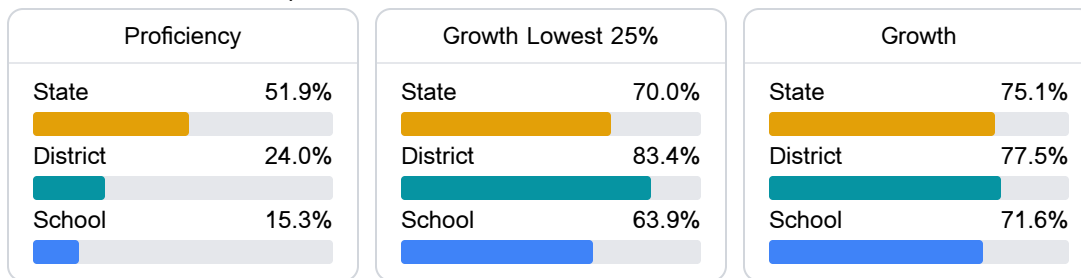 Proficiency
State 51.9%
District 24.0%
School 15.3%
Growth Lowest 25%
State 70.0%
District 83.4%
School 63.9%
Growth
State 75.1%
District 77.5%
School 71.6%